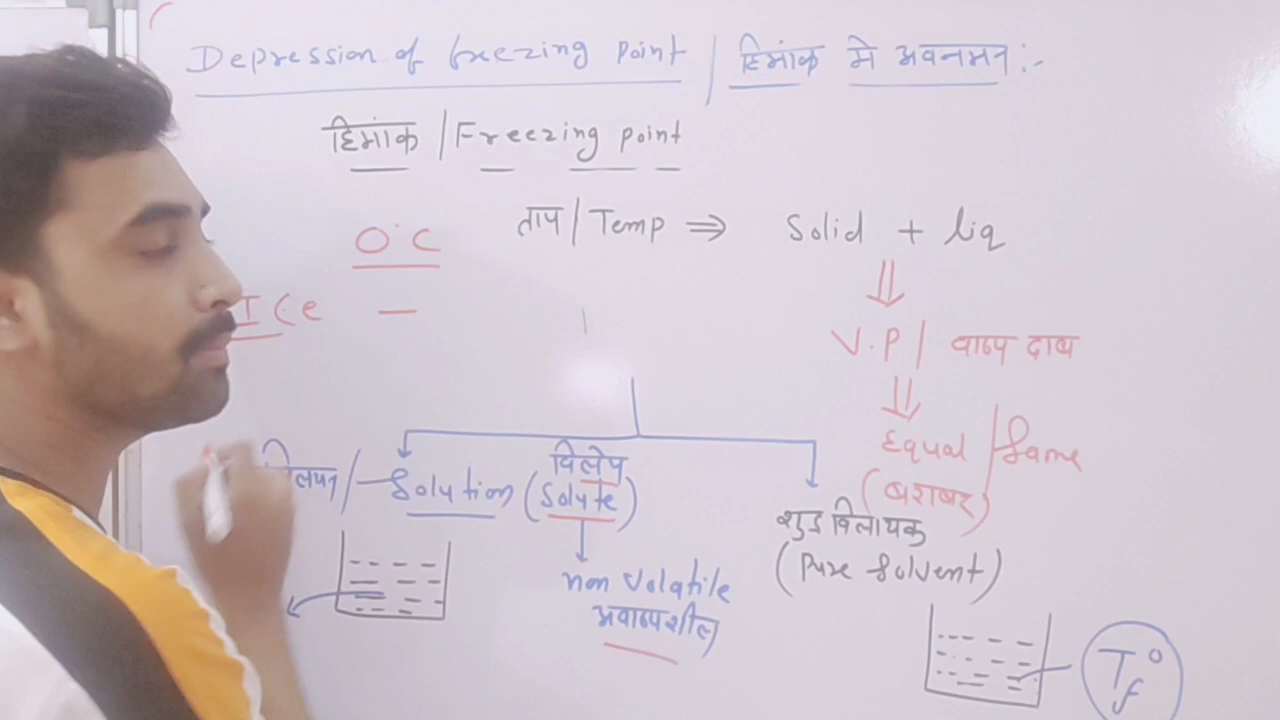 Depression of freezing point / हिमांक मे अवनमन :-
हिमांक / Freezing point
ताप / Temp ⇒ Solid + liq
0°C
ICe —
V.P / वाष्प दाब
Equal / Same
(बराबर)
विलयन / Solution (विलेय Solute)
शुद्ध विलायक
(Pure Solvent)
non Volatile
अवाष्पशील
Tf°